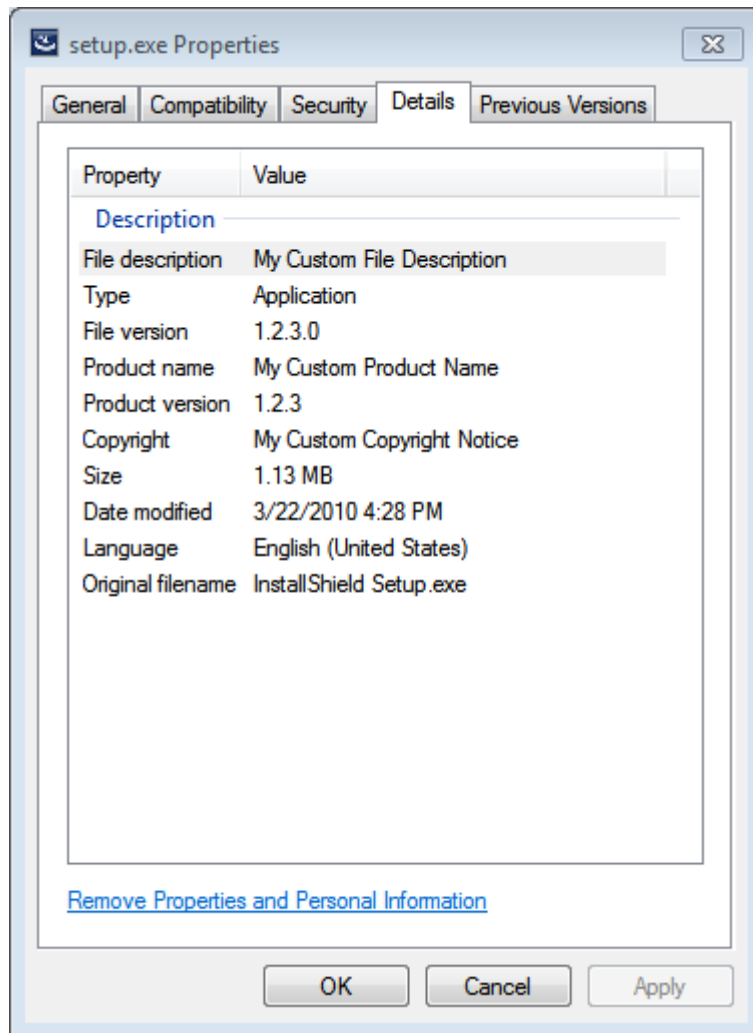 setup.exe Properties
General Compatibility Security Details Previous Versions
Property Value
Description
File description My Custom File Description
Type Application
File version 1.2.3.0
Product name My Custom Product Name
Product version 1.2.3
Copyright My Custom Copyright Notice
Size 1.13 MB
Date modified 3/22/2010 4:28 PM
Language English (United States)
Original filename InstallShield Setup.exe
Remove Properties and Personal Information
OK Cancel Apply